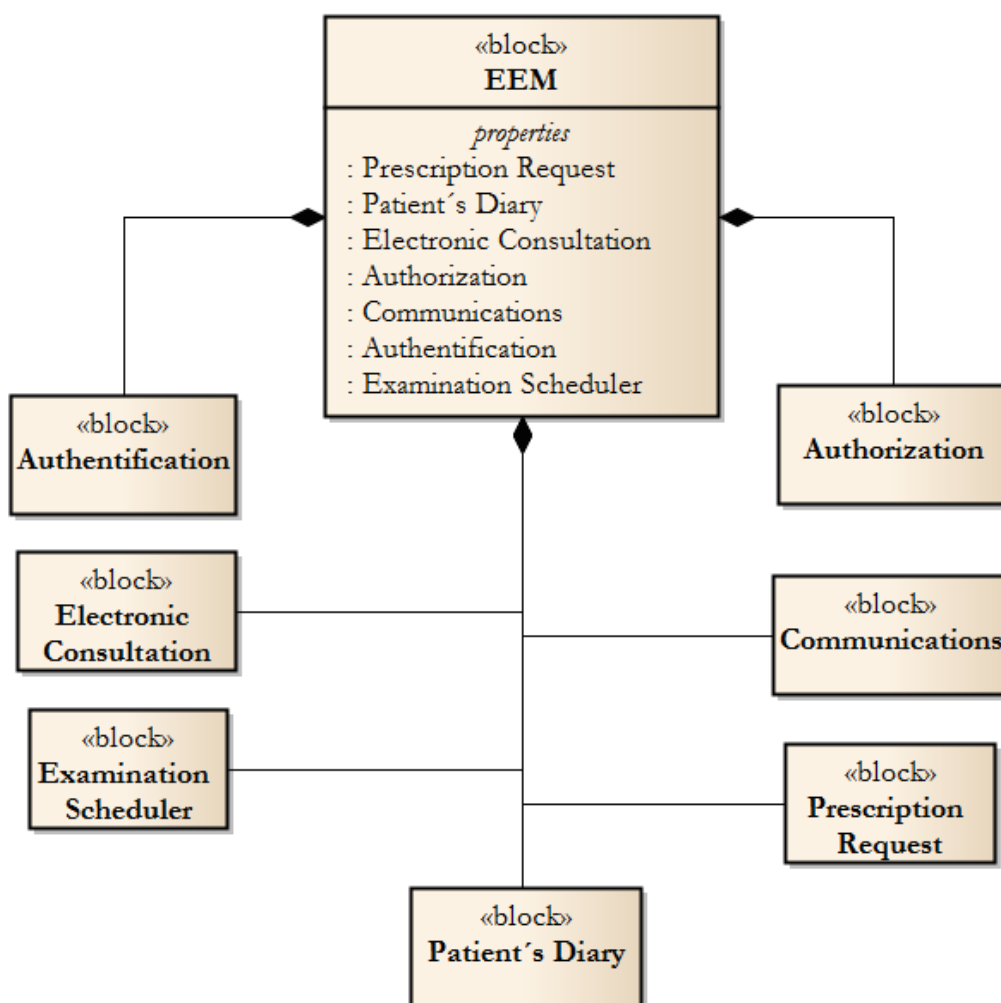 «block»
EEM
properties
: Prescription Request
: Patient´s Diary
: Electronic Consultation
: Authorization
: Communications
: Authentification
: Examination Scheduler
«block»
Authentification
«block»
Authorization
«block»
Electronic
Consultation
«block»
Communications
«block»
Examination
Scheduler
«block»
Prescription
Request
«block»
Patient´s Diary